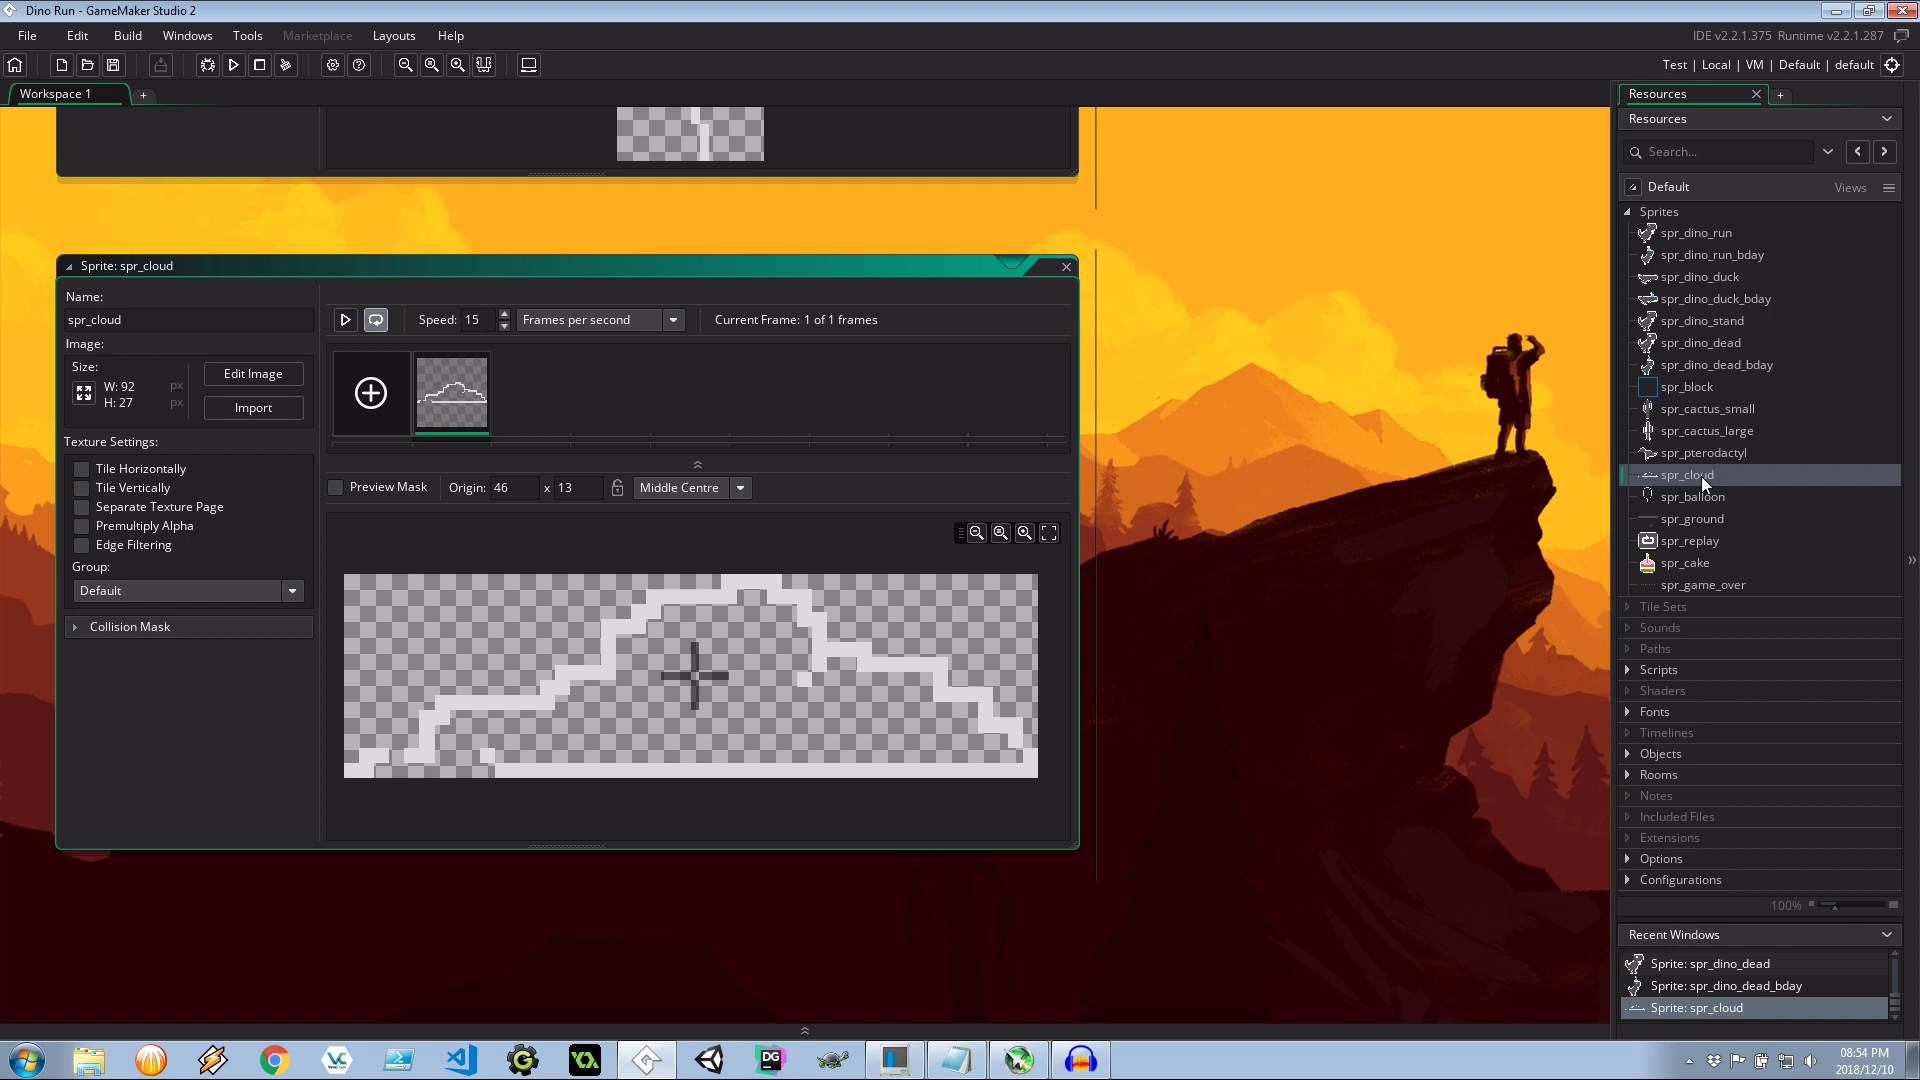 Dino Run - GameMaker Studio 2
File Edit Build Windows Tools Marketplace Layouts Help
IDE v2.2.1.375 Runtime v2.2.1.287
Test | Local | VM | Default | default
Workspace 1
Resources
Resources
Search...
Default
Views
Sprites
spr_dino_run
spr_dino_run_bday
spr_dino_duck
spr_dino_duck_bday
spr_dino_stand
spr_dino_dead
spr_dino_dead_bday
spr_block
spr_cactus_small
spr_cactus_large
spr_pterodactyl
spr_cloud
spr_balloon
spr_ground
spr_replay
spr_cake
spr_game_over
Tile Sets
Sounds
Paths
Scripts
Shaders
Fonts
Timelines
Objects
Rooms
Notes
Included Files
Extensions
Options
Configurations
100%
Recent Windows
Sprite: spr_dino_dead
Sprite: spr_dino_dead_bday
Sprite: spr_cloud
Sprite: spr_cloud
Name:
spr_cloud
Image:
Size:
W: 92 px
H: 27 px
Edit Image
Import
Texture Settings:
Tile Horizontally
Tile Vertically
Separate Texture Page
Premultiply Alpha
Edge Filtering
Group:
Default
Collision Mask
Speed: 15 Frames per second
Current Frame: 1 of 1 frames
Preview Mask
Origin: 46 x 13
Middle Centre
DG
08:54 PM
2018/12/10